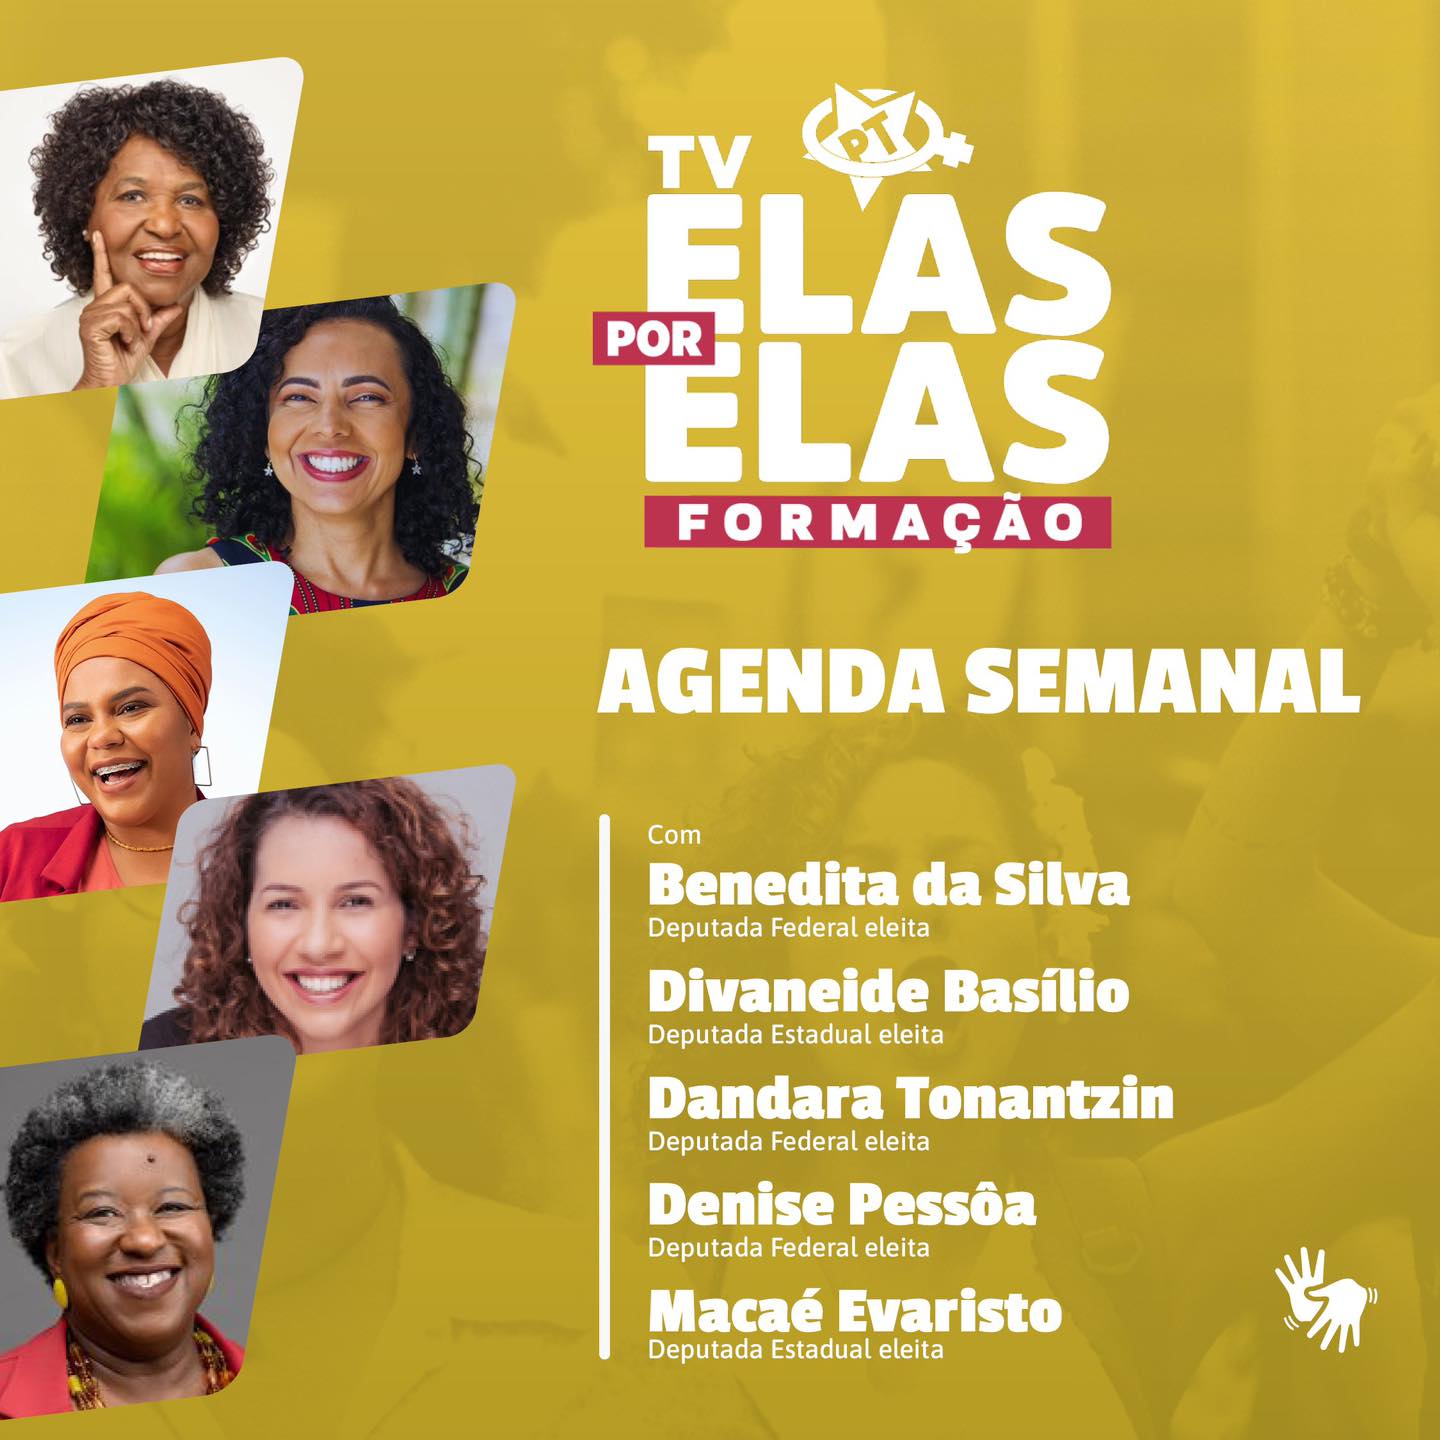 TV
PT
ELAS
POR
ELAS
FORMAÇÃO
AGENDA SEMANAL
Com
Benedita da Silva
Deputada Federal eleita
Divaneide Basílio
Deputada Estadual eleita
Dandara Tonantzin
Deputada Federal eleita
Denise Pessôa
Deputada Federal eleita
Macaé Evaristo
Deputada Estadual eleita